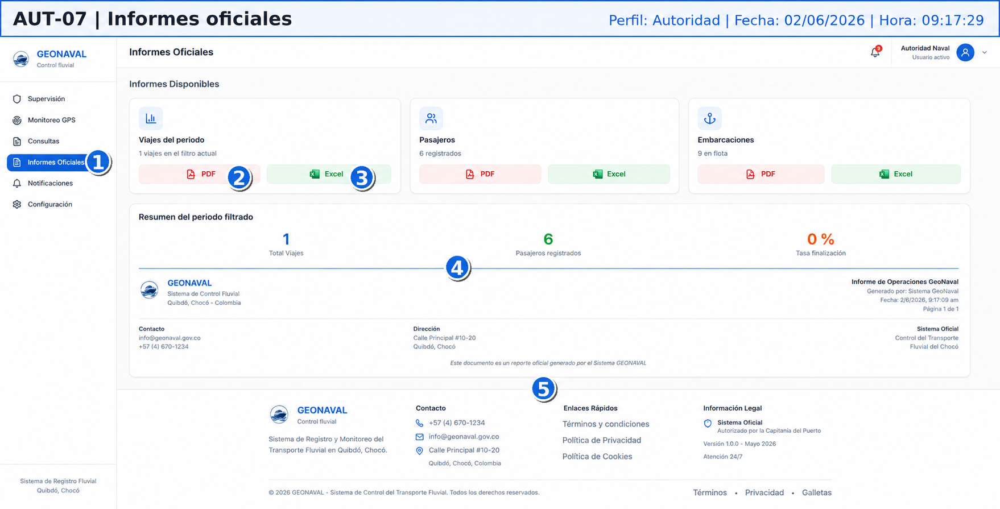 AUT-07 | Informes oficiales
Perfil: Autoridad | Fecha: 02/06/2026 | Hora: 09:17:29
GEONAVAL
Control fluvial
Supervisión
Monitoreo GPS
Consultas
Informes Oficiales
1
Notificaciones
Configuración
Sistema de Registro Fluvial
Quibdó, Chocó
Informes Oficiales
9
Autoridad Naval
Usuario activo
Informes Disponibles
Viajes del periodo
1 viajes en el filtro actual
PDF
2
Excel
3
Pasajeros
6 registrados
PDF
Excel
Embarcaciones
9 en flota
PDF
Excel
Resumen del periodo filtrado
1
Total Viajes
6
Pasajeros registrados
0 %
Tasa finalización
4
GEONAVAL
Sistema de Control Fluvial
Quibdó, Chocó - Colombia
Informe de Operaciones GeoNaval
Generado por: Sistema GeoNaval
Fecha: 2/6/2026, 9:17:09 am
Página 1 de 1
Contacto
info@geonaval.gov.co
+57 (4) 670-1234
Dirección
Calle Principal #10-20
Quibdó, Chocó
Sistema Oficial
Control del Transporte
Fluvial del Chocó
Este documento es un reporte oficial generado por el Sistema GEONAVAL
5
GEONAVAL
Control fluvial
Sistema de Registro y Monitoreo del
Transporte Fluvial en Quibdó, Chocó.
Contacto
+57 (4) 670-1234
info@geonaval.gov.co
Calle Principal #10-20
Quibdó, Chocó, Colombia
Enlaces Rápidos
Términos y condiciones
Política de Privacidad
Política de Cookies
Información Legal
Sistema Oficial
Autorizado por la Capitanía del Puerto
Versión 1.0.0 - Mayo 2026
Atención 24/7
© 2026 GEONAVAL - Sistema de Control del Transporte Fluvial. Todos los derechos reservados.
Términos • Privacidad • Galletas